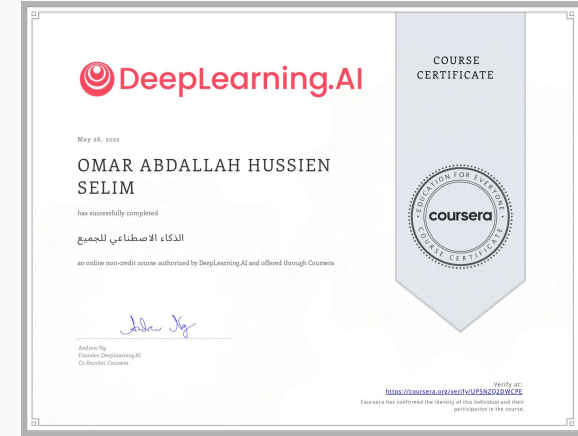 DeepLearning.AI
COURSE
CERTIFICATE
May 26, 2022
OMAR ABDALLAH HUSSIEN
SELIM
has successfully completed
الذكاء الاصطناعي للجميع
an online non-credit course authorized by DeepLearning.AI and offered through Coursera
EDUCATION FOR EVERYONE
coursera
COURSE CERTIFICATE
Andrew Ng
Andrew Ng
Founder, DeepLearning.AI
Co-founder, Coursera
Verify at:
https://coursera.org/verify/UP5NZQ2DWCPE
Coursera has confirmed the identity of this individual and their
participation in the course.